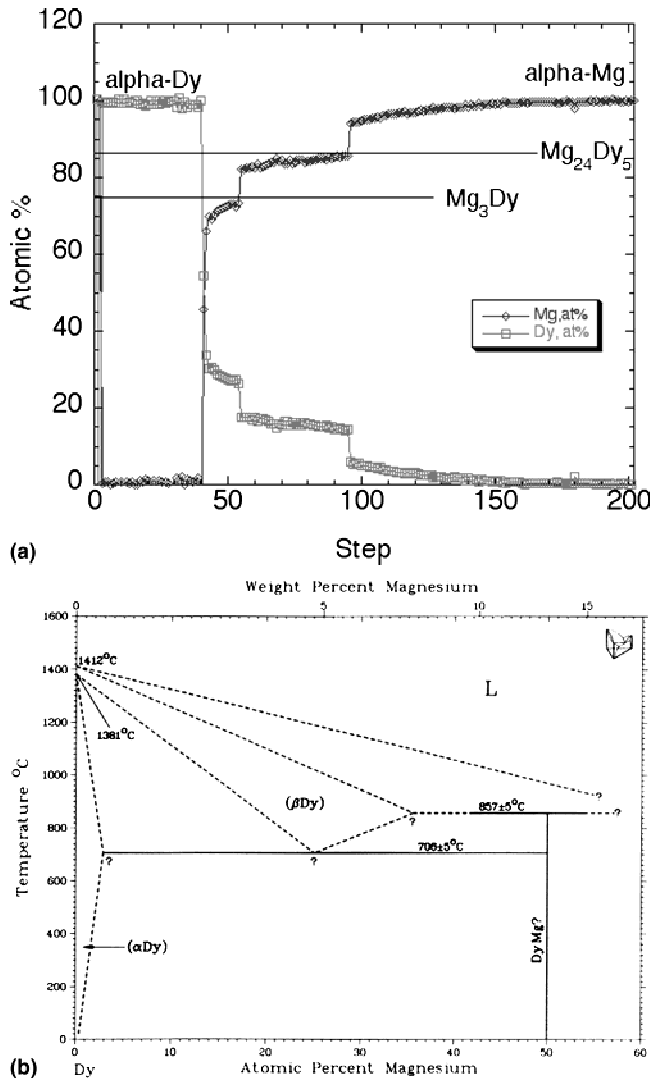 120
100
80
60
40
20
0
Atomic %
alpha-Dy
alpha-Mg
Mg24Dy5
Mg3Dy
Mg,at%
Dy, at%
0 50 100 150 200
(a)
Step
Weight Percent Magnesium
0 5 10 15
1600
1400
1200
1000
800
600
400
200
0
Temperature °C
1412°C
1381°C
L
(βDy)
857±5°C
?
?
?
706±5°C
?
?
(αDy)
DyMg?
0 10 20 30 40 50 60
(b)
Dy
Atomic Percent Magnesium